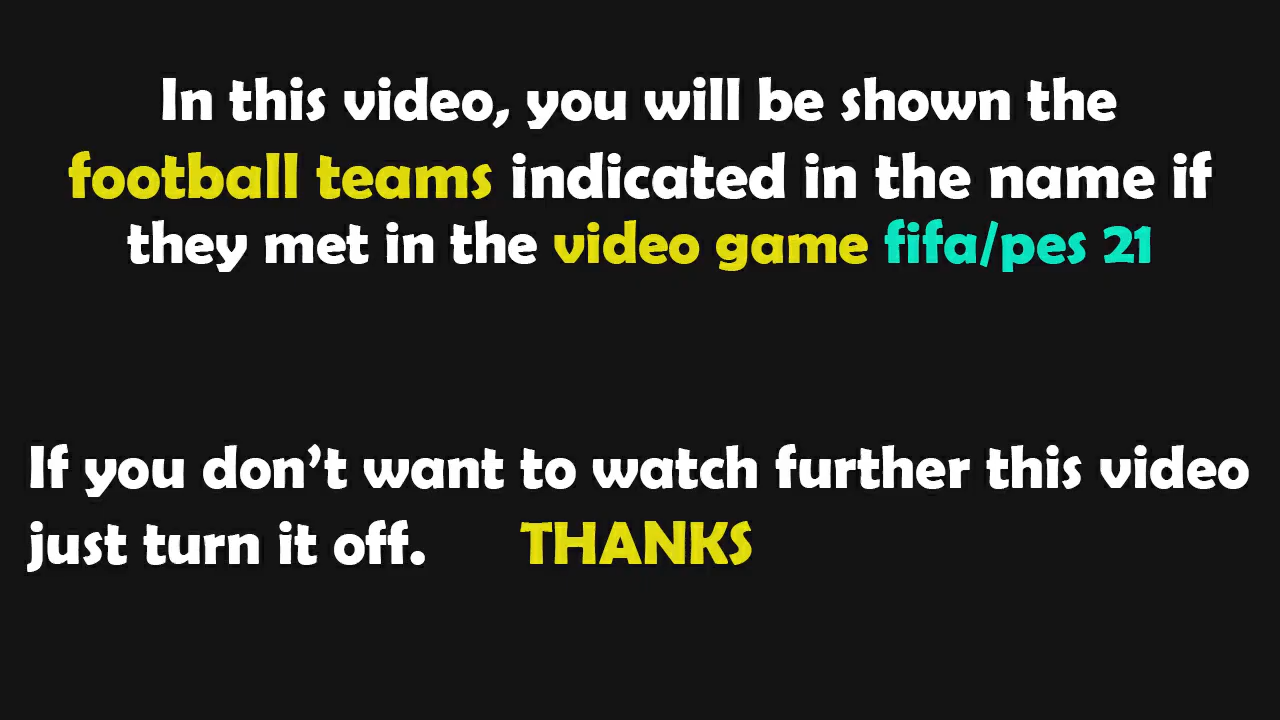 In this video, you will be shown the
football teams indicated in the name if
they met in the video game fifa/pes 21
If you don't want to watch further this video
just turn it off. THANKS